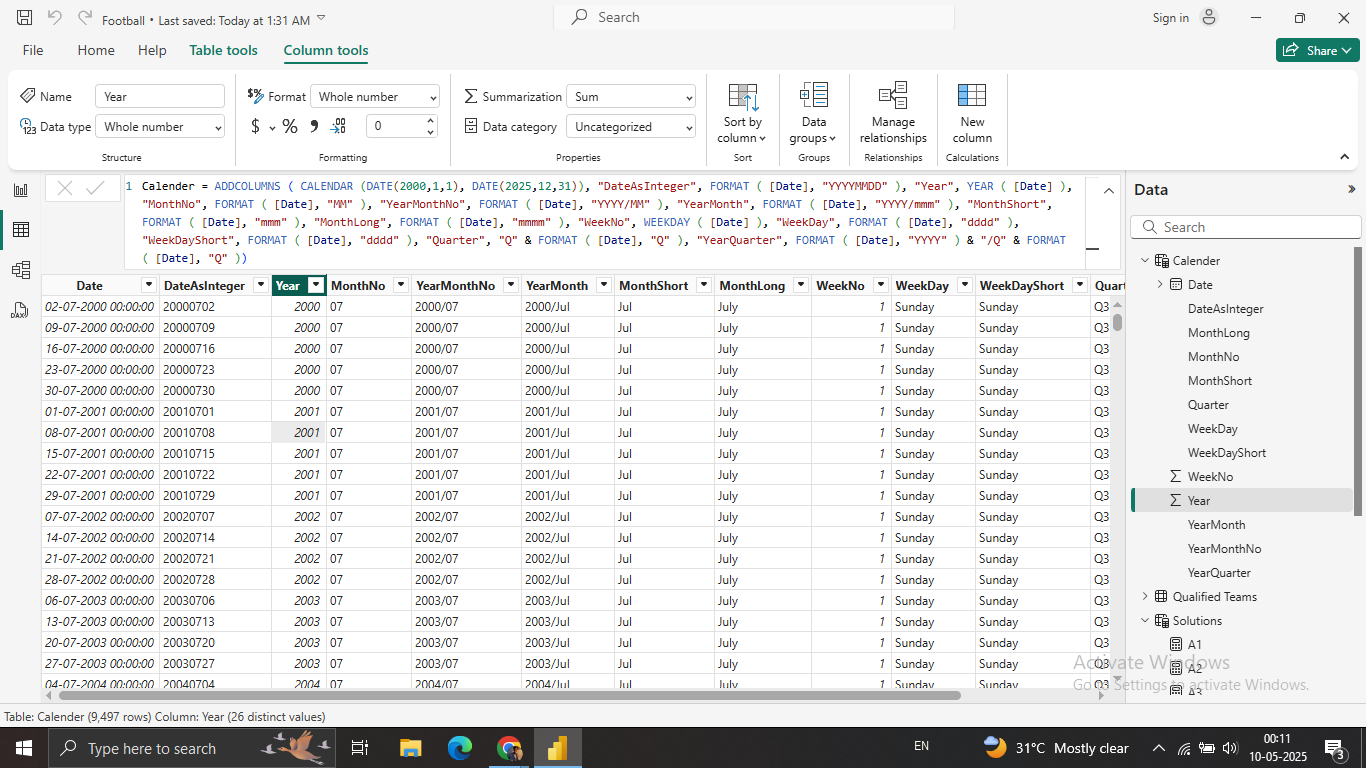 Football • Last saved: Today at 1:31 AM
Search
Sign in
File
Home
Help
Table tools
Column tools
Share
Name
Year
Format
Whole number
Summarization
Sum
Sort by column
Data groups
Manage relationships
New column
Data type
Whole number
$ % 9 0
Data category
Uncategorized
Structure
Formatting
Properties
Sort
Groups
Relationships
Calculations
1 Calender = ADDCOLUMNS ( CALENDAR (DATE(2000,1,1), DATE(2025,12,31)), "DateAsInteger", FORMAT ( [Date], "YYYYMMDD" ), "Year", YEAR ( [Date] ),
"MonthNo", FORMAT ( [Date], "MM" ), "YearMonthNo", FORMAT ( [Date], "YYYY/MM" ), "YearMonth", FORMAT ( [Date], "YYYY/mmm" ), "MonthShort",
FORMAT ( [Date], "mmm" ), "MonthLong", FORMAT ( [Date], "mmmm" ), "WeekNo", WEEKDAY ( [Date] ), "WeekDay", FORMAT ( [Date], "dddd" ),
"WeekDayShort", FORMAT ( [Date], "dddd" ), "Quarter", "Q" & FORMAT ( [Date], "Q" ), "YearQuarter", FORMAT ( [Date], "YYYY" ) & "/Q" & FORMAT
( [Date], "Q" ))
Date DateAsInteger Year MonthNo YearMonthNo YearMonth MonthShort MonthLong WeekNo WeekDay WeekDayShort Quart
02-07-2000 00:00:00 20000702 2000 07 2000/07 2000/Jul Jul July 1 Sunday Sunday Q3
09-07-2000 00:00:00 20000709 2000 07 2000/07 2000/Jul Jul July 1 Sunday Sunday Q3
16-07-2000 00:00:00 20000716 2000 07 2000/07 2000/Jul Jul July 1 Sunday Sunday Q3
23-07-2000 00:00:00 20000723 2000 07 2000/07 2000/Jul Jul July 1 Sunday Sunday Q3
30-07-2000 00:00:00 20000730 2000 07 2000/07 2000/Jul Jul July 1 Sunday Sunday Q3
01-07-2001 00:00:00 20010701 2001 07 2001/07 2001/Jul Jul July 1 Sunday Sunday Q3
08-07-2001 00:00:00 20010708 2001 07 2001/07 2001/Jul Jul July 1 Sunday Sunday Q3
15-07-2001 00:00:00 20010715 2001 07 2001/07 2001/Jul Jul July 1 Sunday Sunday Q3
22-07-2001 00:00:00 20010722 2001 07 2001/07 2001/Jul Jul July 1 Sunday Sunday Q3
29-07-2001 00:00:00 20010729 2001 07 2001/07 2001/Jul Jul July 1 Sunday Sunday Q3
07-07-2002 00:00:00 20020707 2002 07 2002/07 2002/Jul Jul July 1 Sunday Sunday Q3
14-07-2002 00:00:00 20020714 2002 07 2002/07 2002/Jul Jul July 1 Sunday Sunday Q3
21-07-2002 00:00:00 20020721 2002 07 2002/07 2002/Jul Jul July 1 Sunday Sunday Q3
28-07-2002 00:00:00 20020728 2002 07 2002/07 2002/Jul Jul July 1 Sunday Sunday Q3
06-07-2003 00:00:00 20030706 2003 07 2003/07 2003/Jul Jul July 1 Sunday Sunday Q3
13-07-2003 00:00:00 20030713 2003 07 2003/07 2003/Jul Jul July 1 Sunday Sunday Q3
20-07-2003 00:00:00 20030720 2003 07 2003/07 2003/Jul Jul July 1 Sunday Sunday Q3
27-07-2003 00:00:00 20030727 2003 07 2003/07 2003/Jul Jul July 1 Sunday Sunday Q3
04-07-2004 00:00:00 20040704 2004 07 2004/07 2004/Jul Jul July 1 Sunday Sunday Q3
Data
Search
Calender
Date
DateAsInteger
MonthLong
MonthNo
MonthShort
Quarter
WeekDay
WeekDayShort
WeekNo
Year
YearMonth
YearMonthNo
YearQuarter
Qualified Teams
Solutions
A1
A2
A3
Activate Windows
Go to Settings to activate Windows.
Table: Calender (9,497 rows) Column: Year (26 distinct values)
Type here to search
EN
31°C Mostly clear
00:11
10-05-2025
3